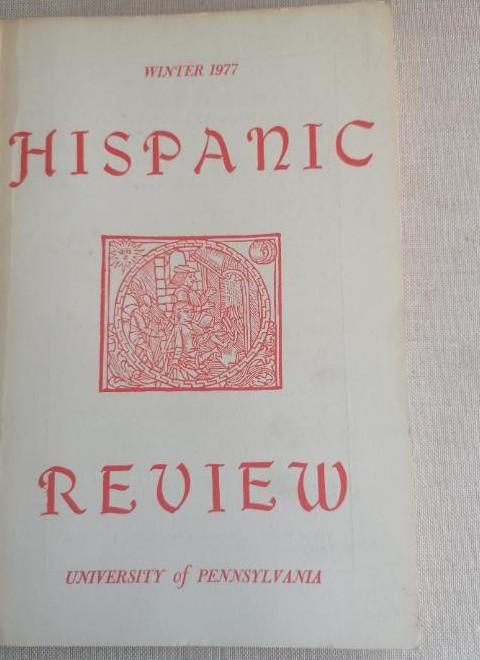 WINTER 1977
HISPANIC
REVIEW
UNIVERSITY of PENNSYLVANIA